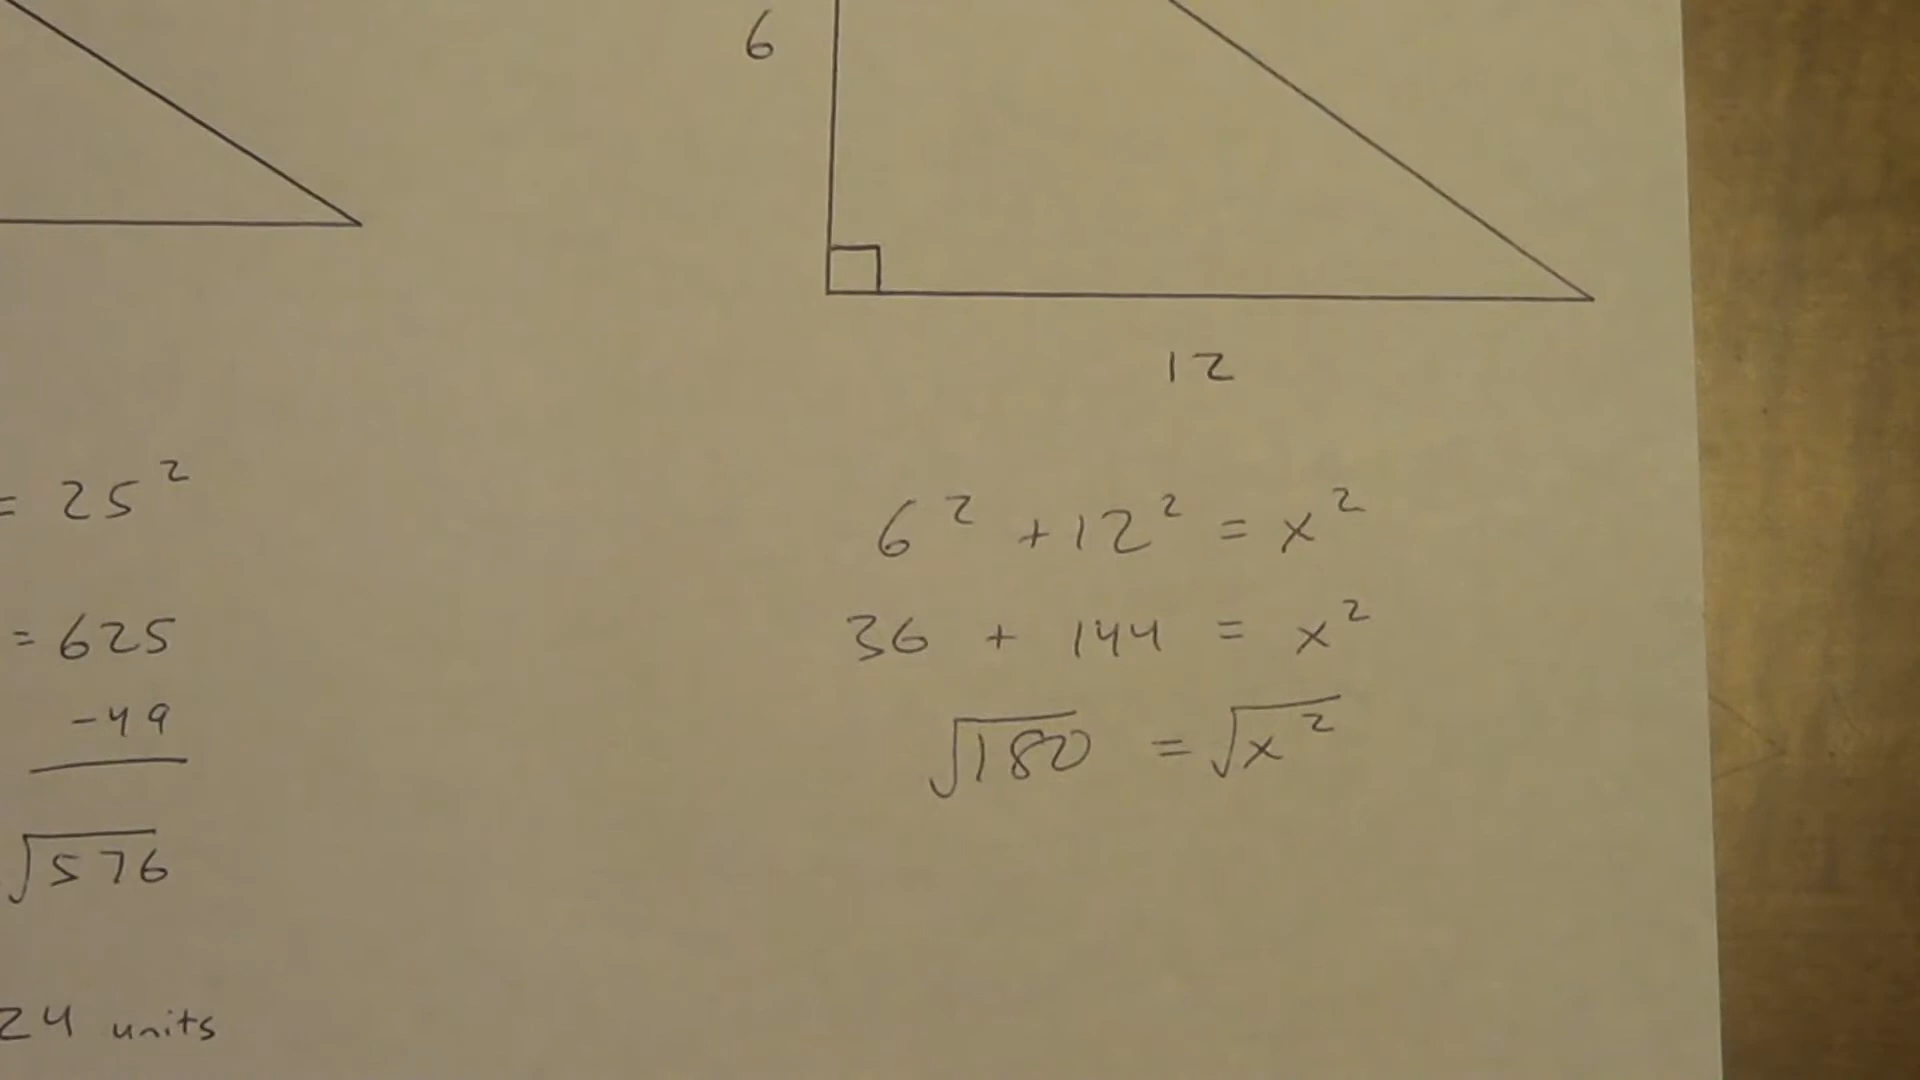 6
12
= 25²
= 625
-49
√576
24 units
6² + 12² = x²
36 + 144 = x²
√180 = √x²